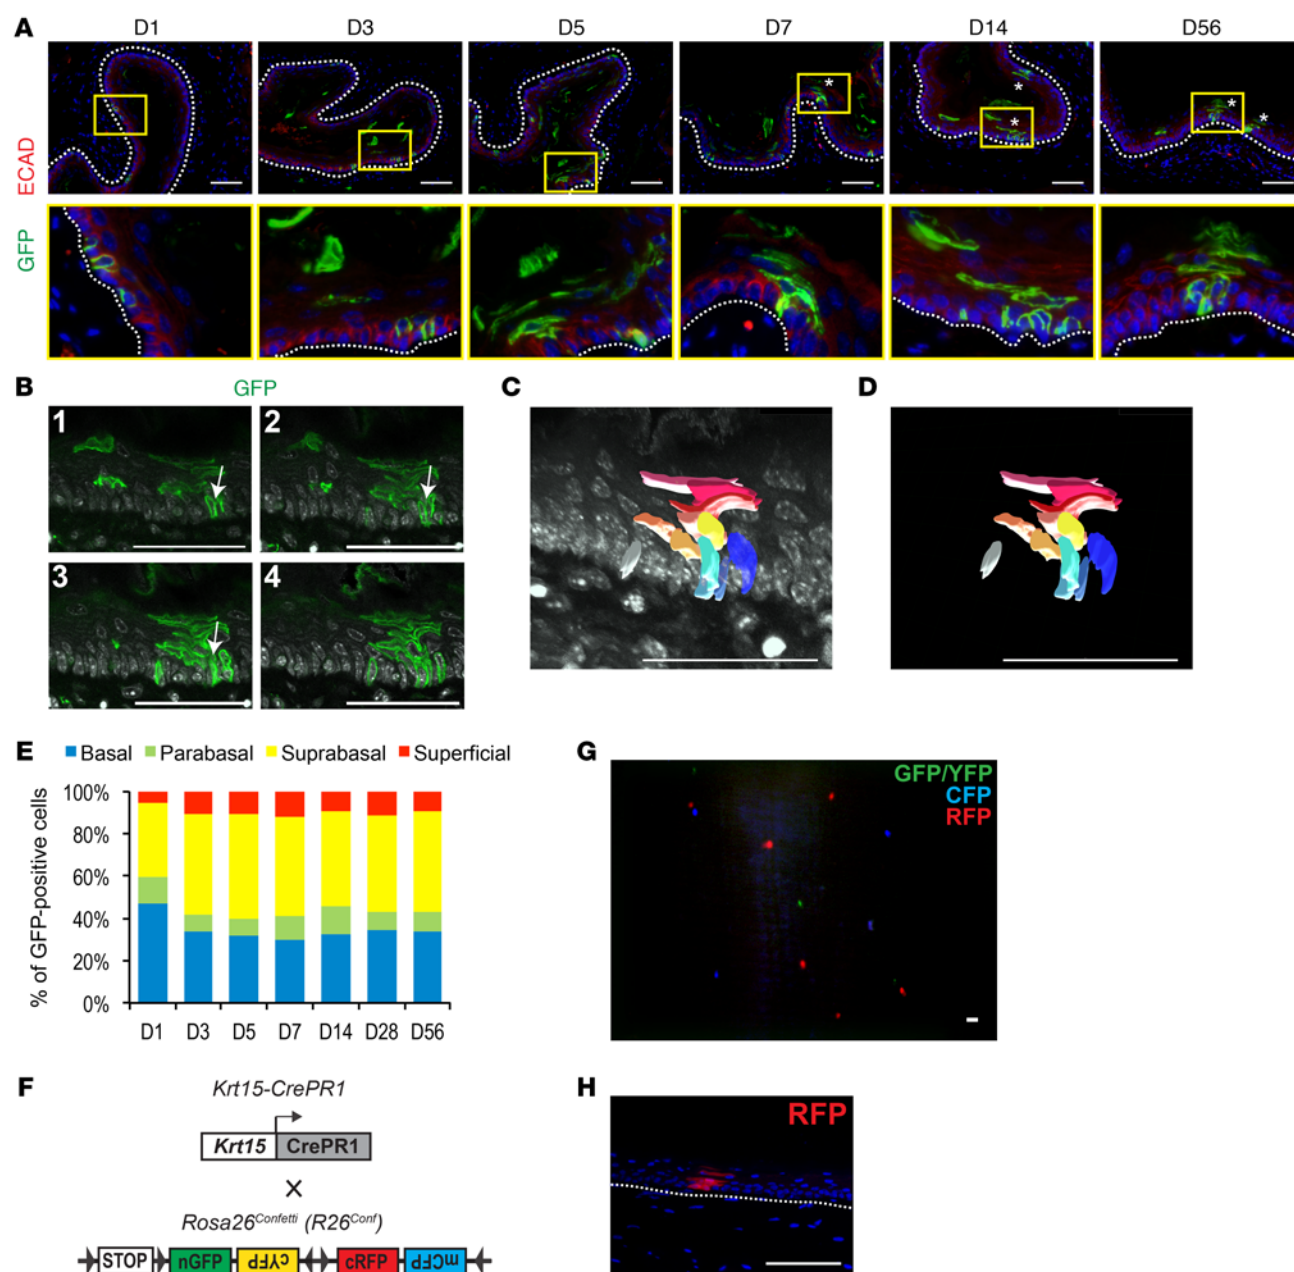 A
D1 D3 D5 D7 D14 D56
ECAD
GFP
* * * * *
B
GFP
1 2
3 4
C
D
E
Basal Parabasal Suprabasal Superficial
% of GFP-positive cells
100%
80%
60%
40%
20%
0%
D1 D3 D5 D7 D14 D28 D56
G
GFP/YFP
CFP
RFP
F
Krt15-CrePR1
Krt15 CrePR1
×
Rosa26Confetti (R26Conf)
STOP nGFP cYFP cRFP mCFP
H
RFP